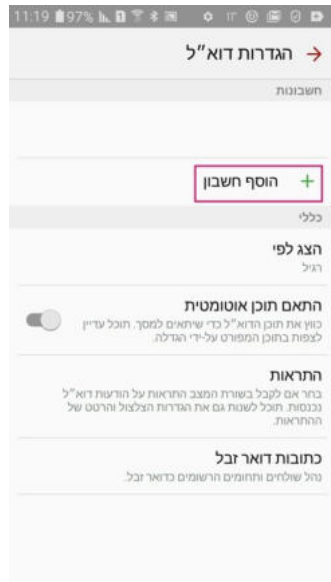 11:19 97%
הגדרות דוא״ל
חשבונות
הוסף חשבון
כללי
הצג לפי
רגיל
התאם תוכן אוטומטית
כווץ את תוכן הדוא״ל כדי שיתאים למסך. תוכל עדיין
לצפות בתוכן המפורט על-ידי הגדלה.
התראות
בחר אם לקבל בשורת המצב התראות על הודעות דוא״ל
נכנסות. תוכל לשנות גם את הגדרות הצלצול והרטט של
ההתראות.
כתובות דואר זבל
נהל שולחים ותחומים הרשומים כדואר זבל.